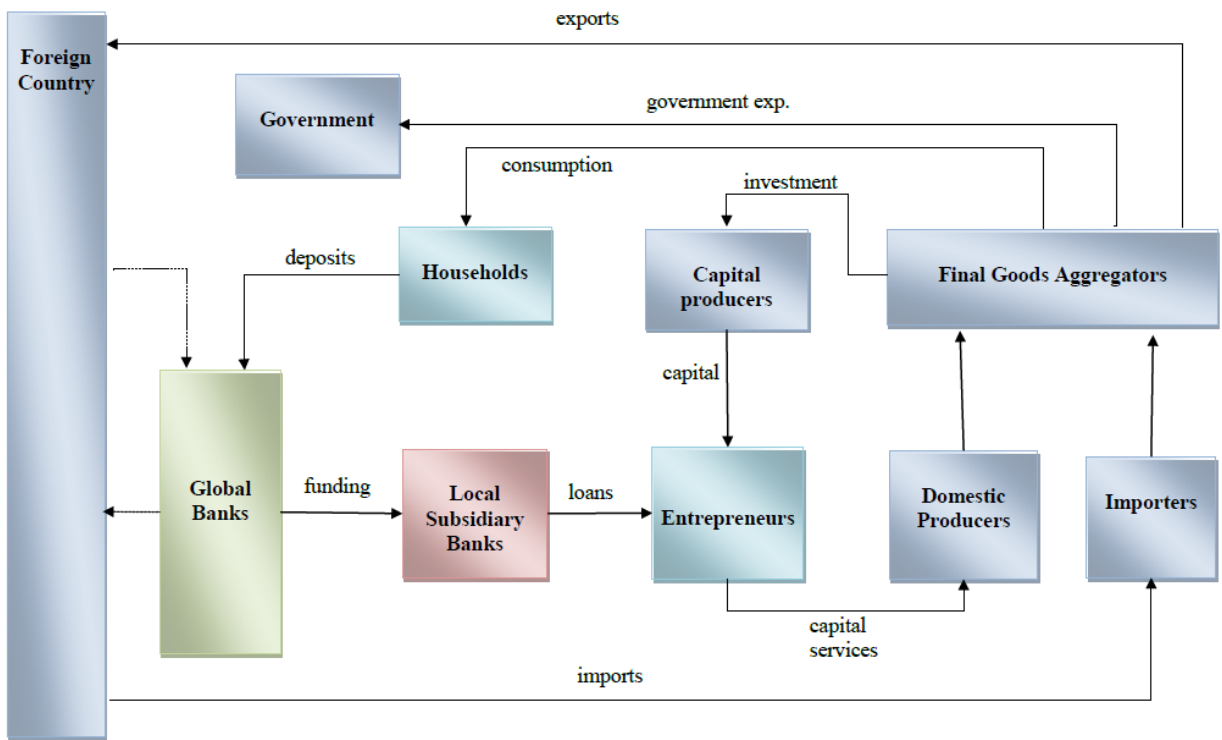 exports
Foreign
Country
Government
government exp.
consumption
investment
deposits
Households
Capital
producers
Final Goods Aggregators
capital
Global
Banks
funding
Local
Subsidiary
Banks
loans
Entrepreneurs
Domestic
Producers
Importers
capital
services
imports